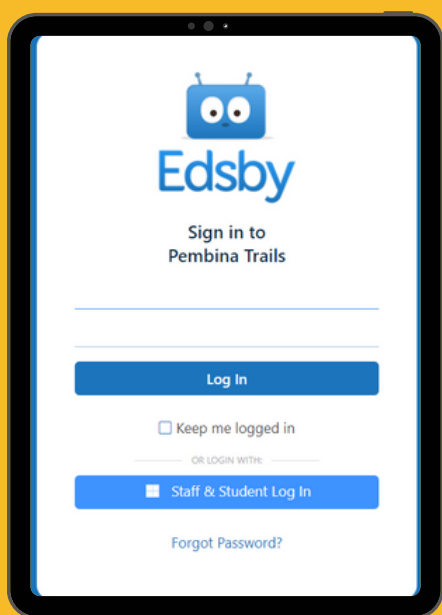 Edsby
Sign in to
Pembina Trails
Log In
Keep me logged in
OR LOGIN WITH:
Staff & Student Log In
Forgot Password?